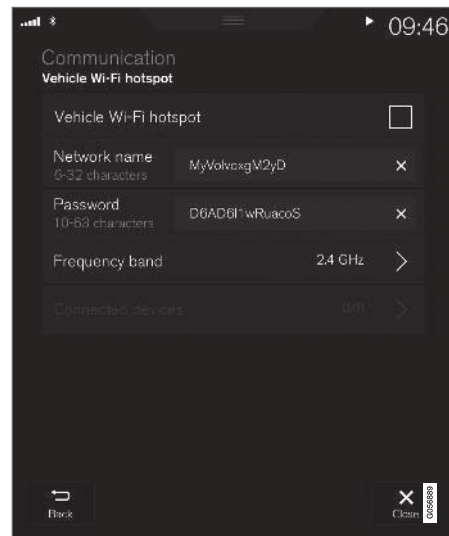 09:46
Communication
Vehicle Wi-Fi hotspot
Vehicle Wi-Fi hotspot
Network name
6-32 characters
MyVolvoxgM2yD
Password
10-63 characters
D6AD6l1wRuacoS
Frequency band
2.4 GHz
Connected devices
0/8
Back
Close
G056889